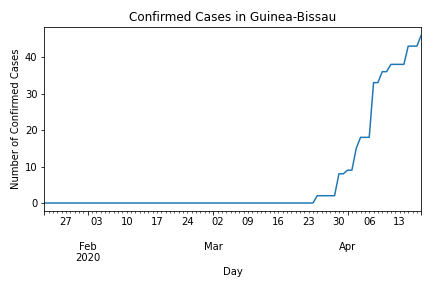 Confirmed Cases in Guinea-Bissau
Number of Confirmed Cases
40
30
20
10
0
27 03 10 17 24 02 09 16 23 30 06 13
Feb Mar Apr
2020
Day